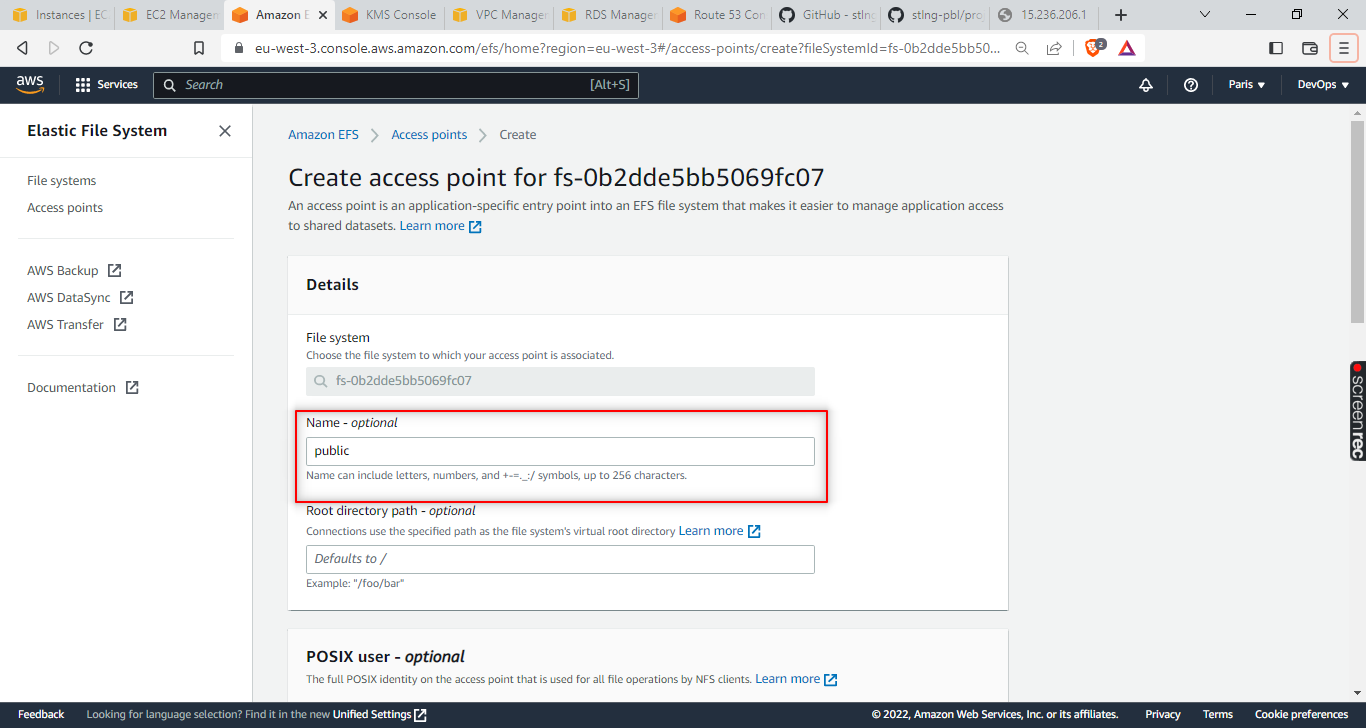 Instances | EC
EC2 Manager
Amazon E
KMS Console
VPC Manager
RDS Manager
Route 53 Con
GitHub - stlng
stlng-pbl/proj
15.236.206.1
eu-west-3.console.aws.amazon.com/efs/home?region=eu-west-3#/access-points/create?fileSystemId=fs-0b2dde5bb50...
2
aws
Services
Search
[Alt+S]
Paris
DevOps
Elastic File System
File systems
Access points
AWS Backup
AWS DataSync
AWS Transfer
Documentation
Amazon EFS
Access points
Create
Create access point for fs-0b2dde5bb5069fc07
An access point is an application-specific entry point into an EFS file system that makes it easier to manage application access
to shared datasets. Learn more
Details
File system
Choose the file system to which your access point is associated.
fs-0b2dde5bb5069fc07
Name - optional
public
Name can include letters, numbers, and +-=._:/ symbols, up to 256 characters.
Root directory path - optional
Connections use the specified path as the file system's virtual root directory Learn more
Defaults to /
Example: "/foo/bar"
POSIX user - optional
The full POSIX identity on the access point that is used for all file operations by NFS clients. Learn more
screenrec
Feedback
Looking for language selection? Find it in the new Unified Settings
© 2022, Amazon Web Services, Inc. or its affiliates.
Privacy
Terms
Cookie preferences